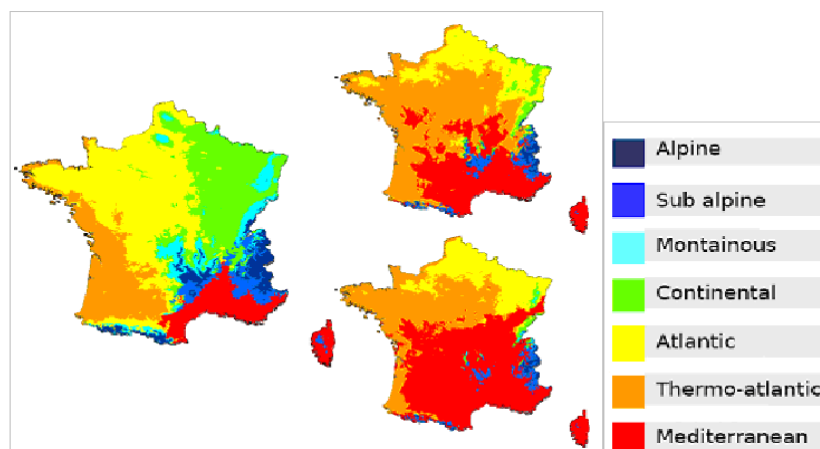 Alpine
Sub alpine
Montainous
Continental
Atlantic
Thermo-atlantic
Mediterranean